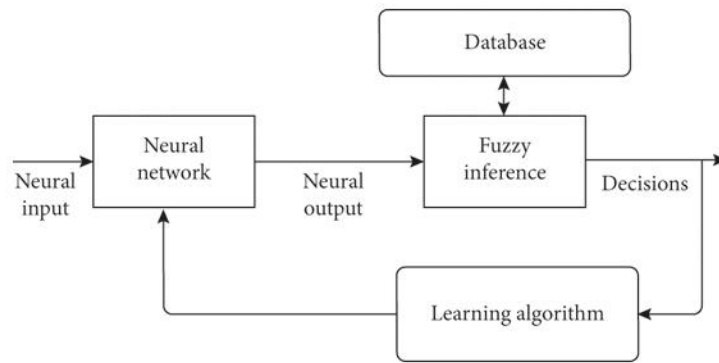 Database
Neural
network
Fuzzy
inference
Neural
input
Neural
output
Decisions
Learning algorithm